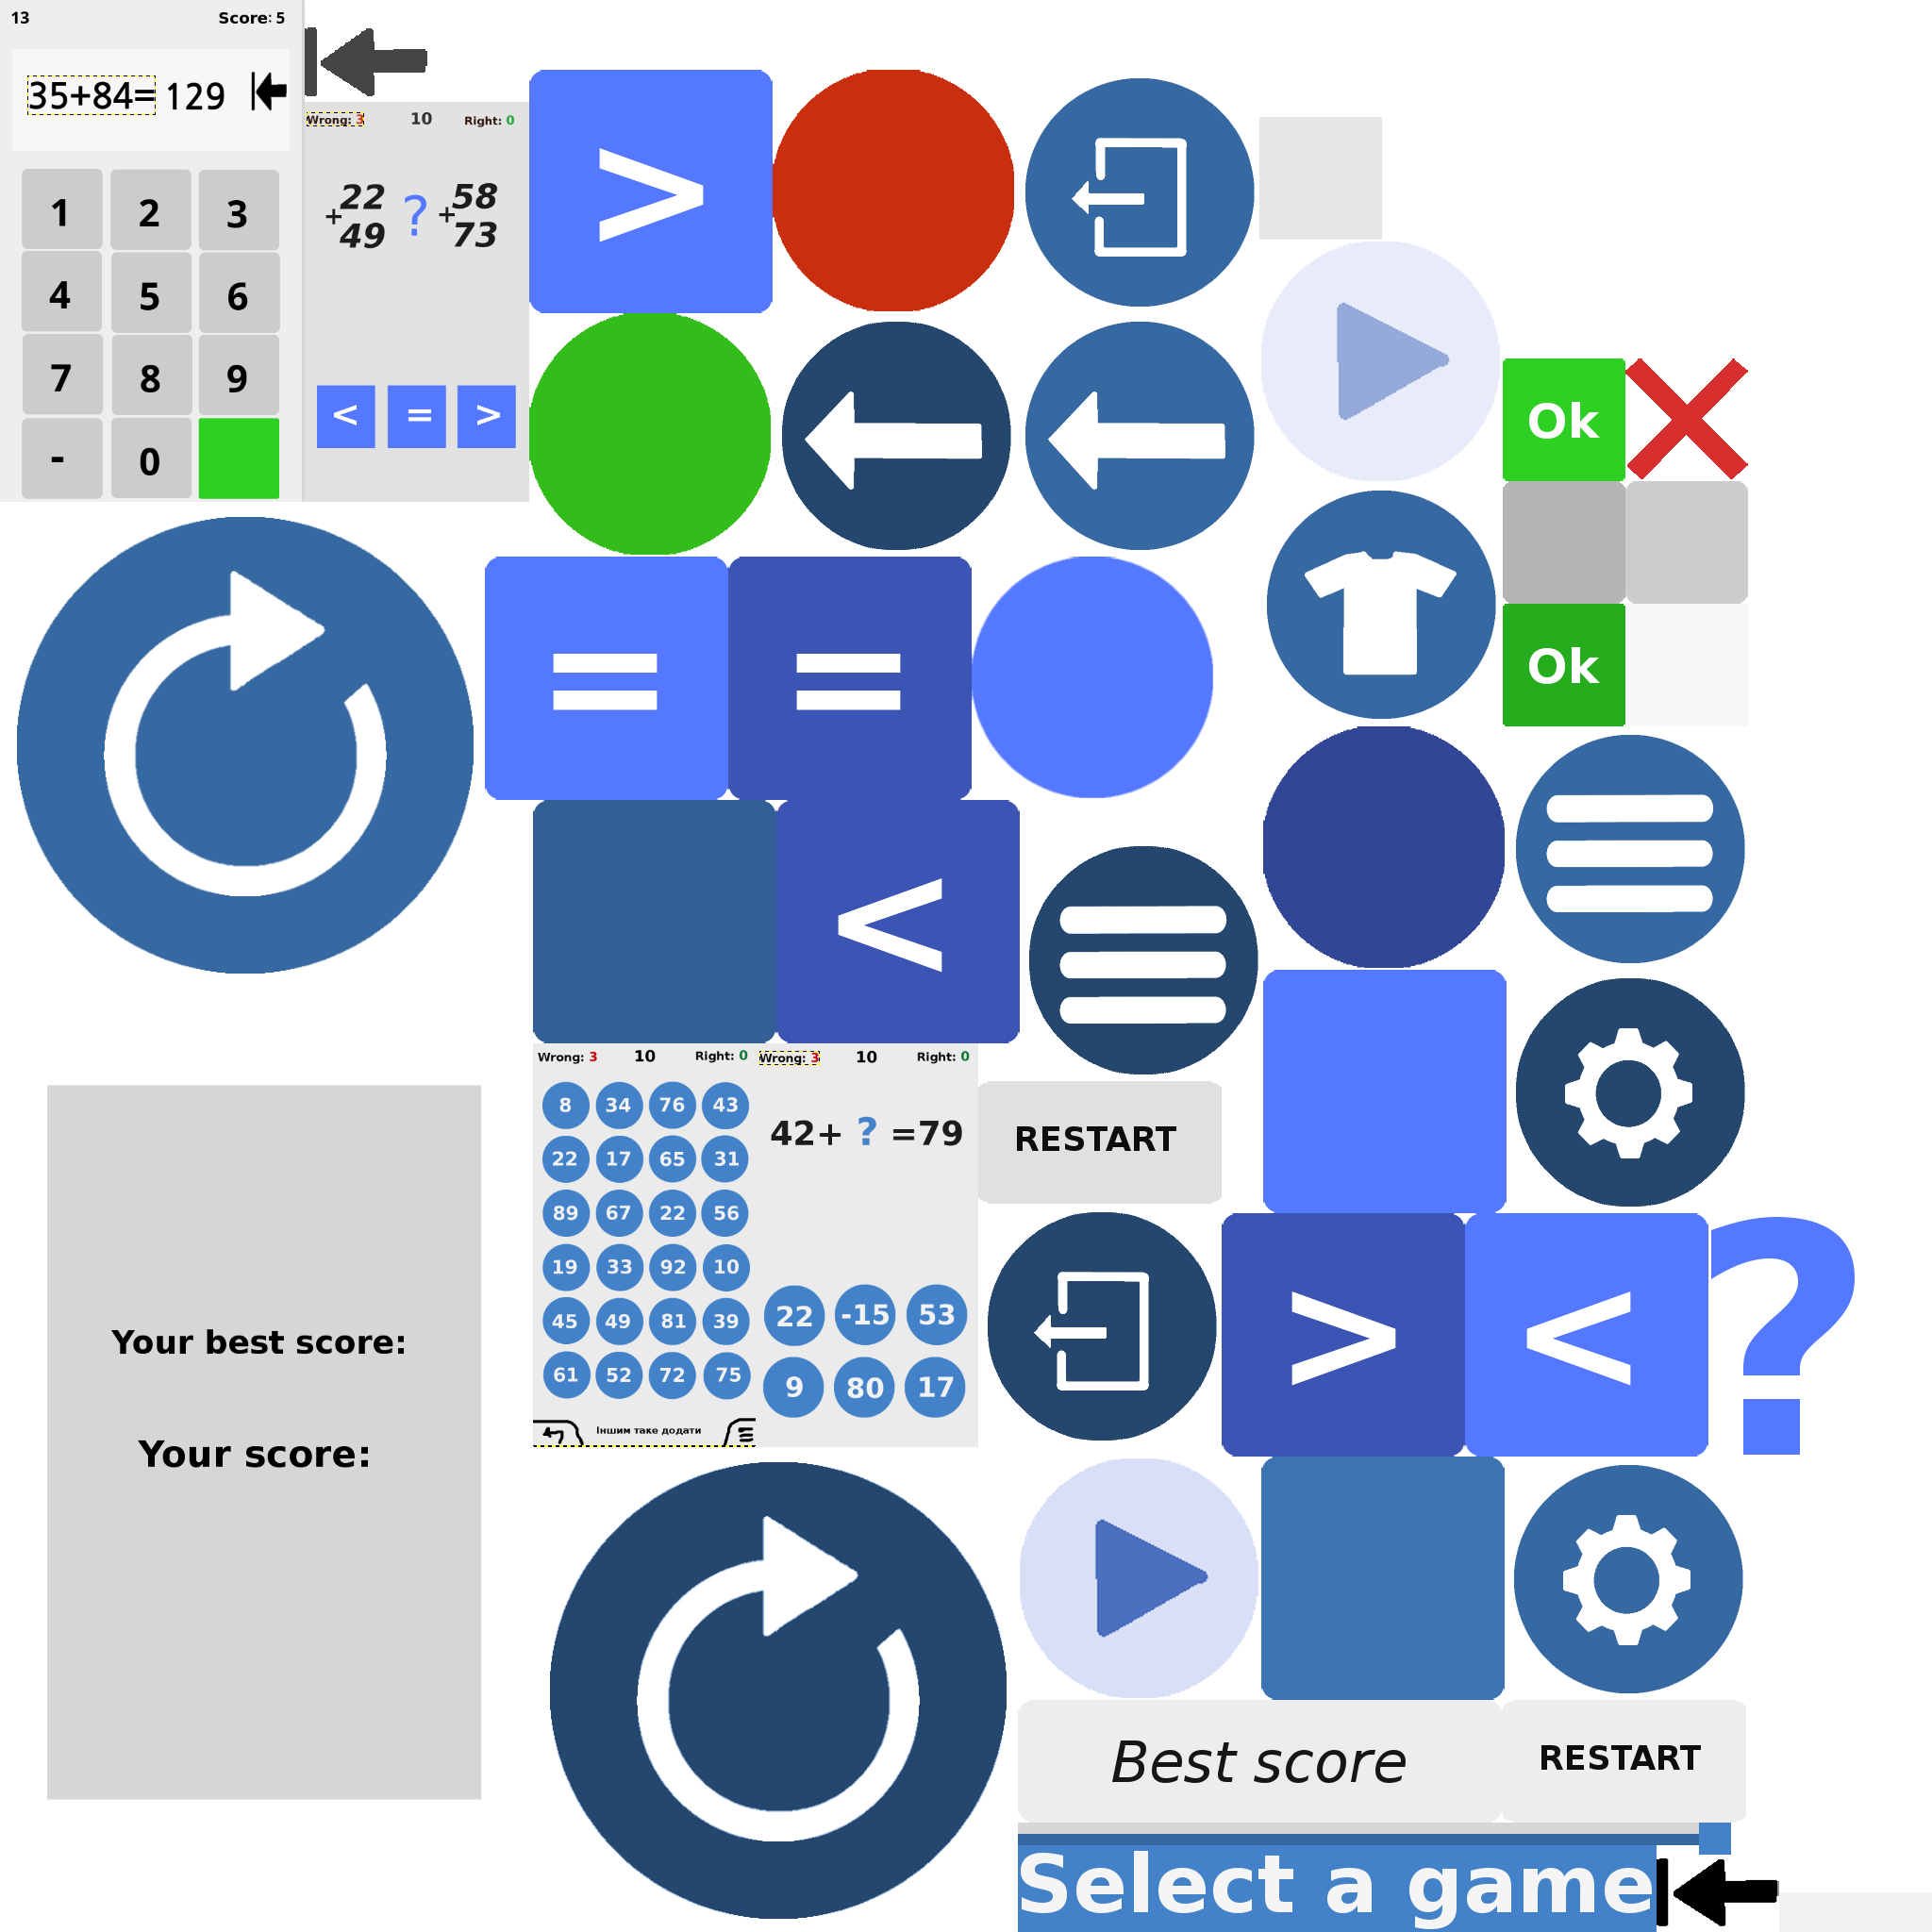 13 Score: 5
35+84= 129
1 2 3
4 5 6
7 8 9
- 0
Wrong: 3 10 Right: 0
22 ? 58
+ +
49 73
< = >
>
Ok
= =
Ok
<
Wrong: 3 10 Right: 0
8 34 76 43
22 17 65 31
89 67 22 56
19 33 92 10
45 49 81 39
61 52 72 75
Іншим таке додати
Wrong: 3 10 Right: 0
42+ ? =79
22 -15 53
9 80 17
RESTART
> < ?
Your best score:
Your score:
Best score
RESTART
Select a game